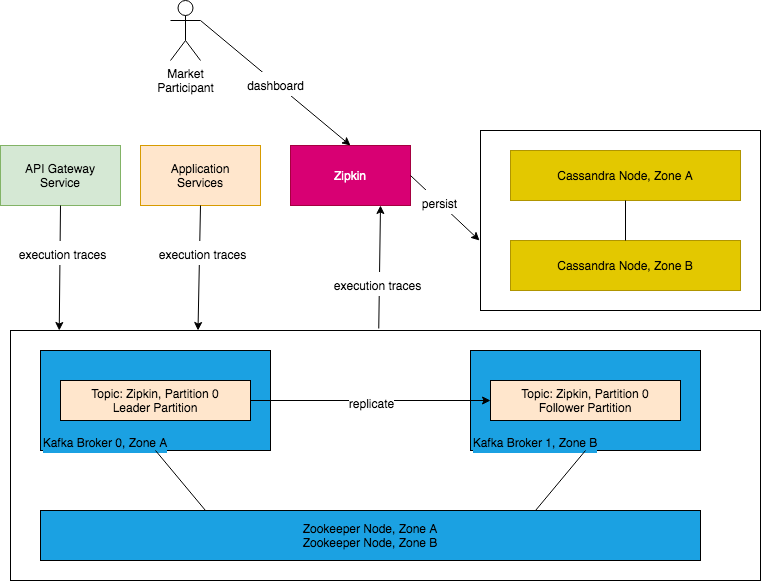 Market
Participant
dashboard
API Gateway
Service
Application
Services
Zipkin
persist
Cassandra Node, Zone A
Cassandra Node, Zone B
execution traces
execution traces
execution traces
Topic: Zipkin, Partition 0
Leader Partition
replicate
Topic: Zipkin, Partition 0
Follower Partition
Kafka Broker 0, Zone A
Kafka Broker 1, Zone B
Zookeeper Node, Zone A
Zookeeper Node, Zone B